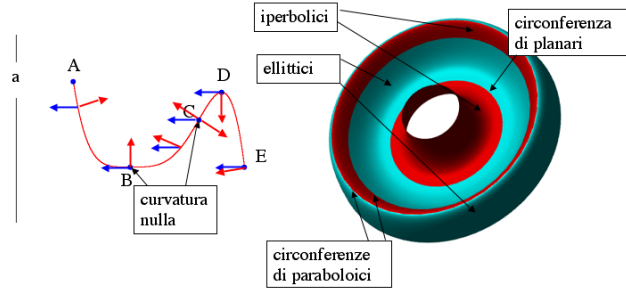 a
A
B
C
D
E
curvatura
nulla
iperbolici
ellittici
circonferenza
di planari
circonferenze
di paraboloici